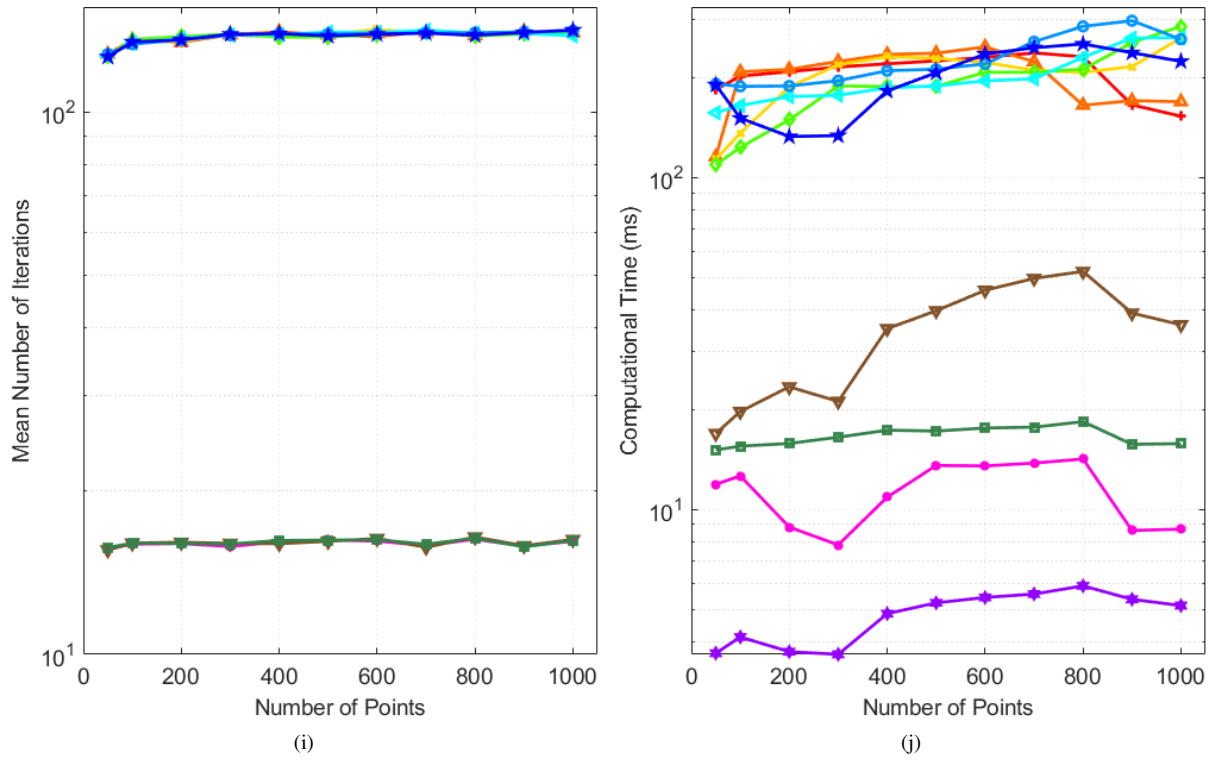 Mean Number of Iterations
10^2
10^1
0
200
400
600
800
1000
Number of Points
(i)
Computational Time (ms)
10^2
10^1
0
200
400
600
800
1000
Number of Points
(j)